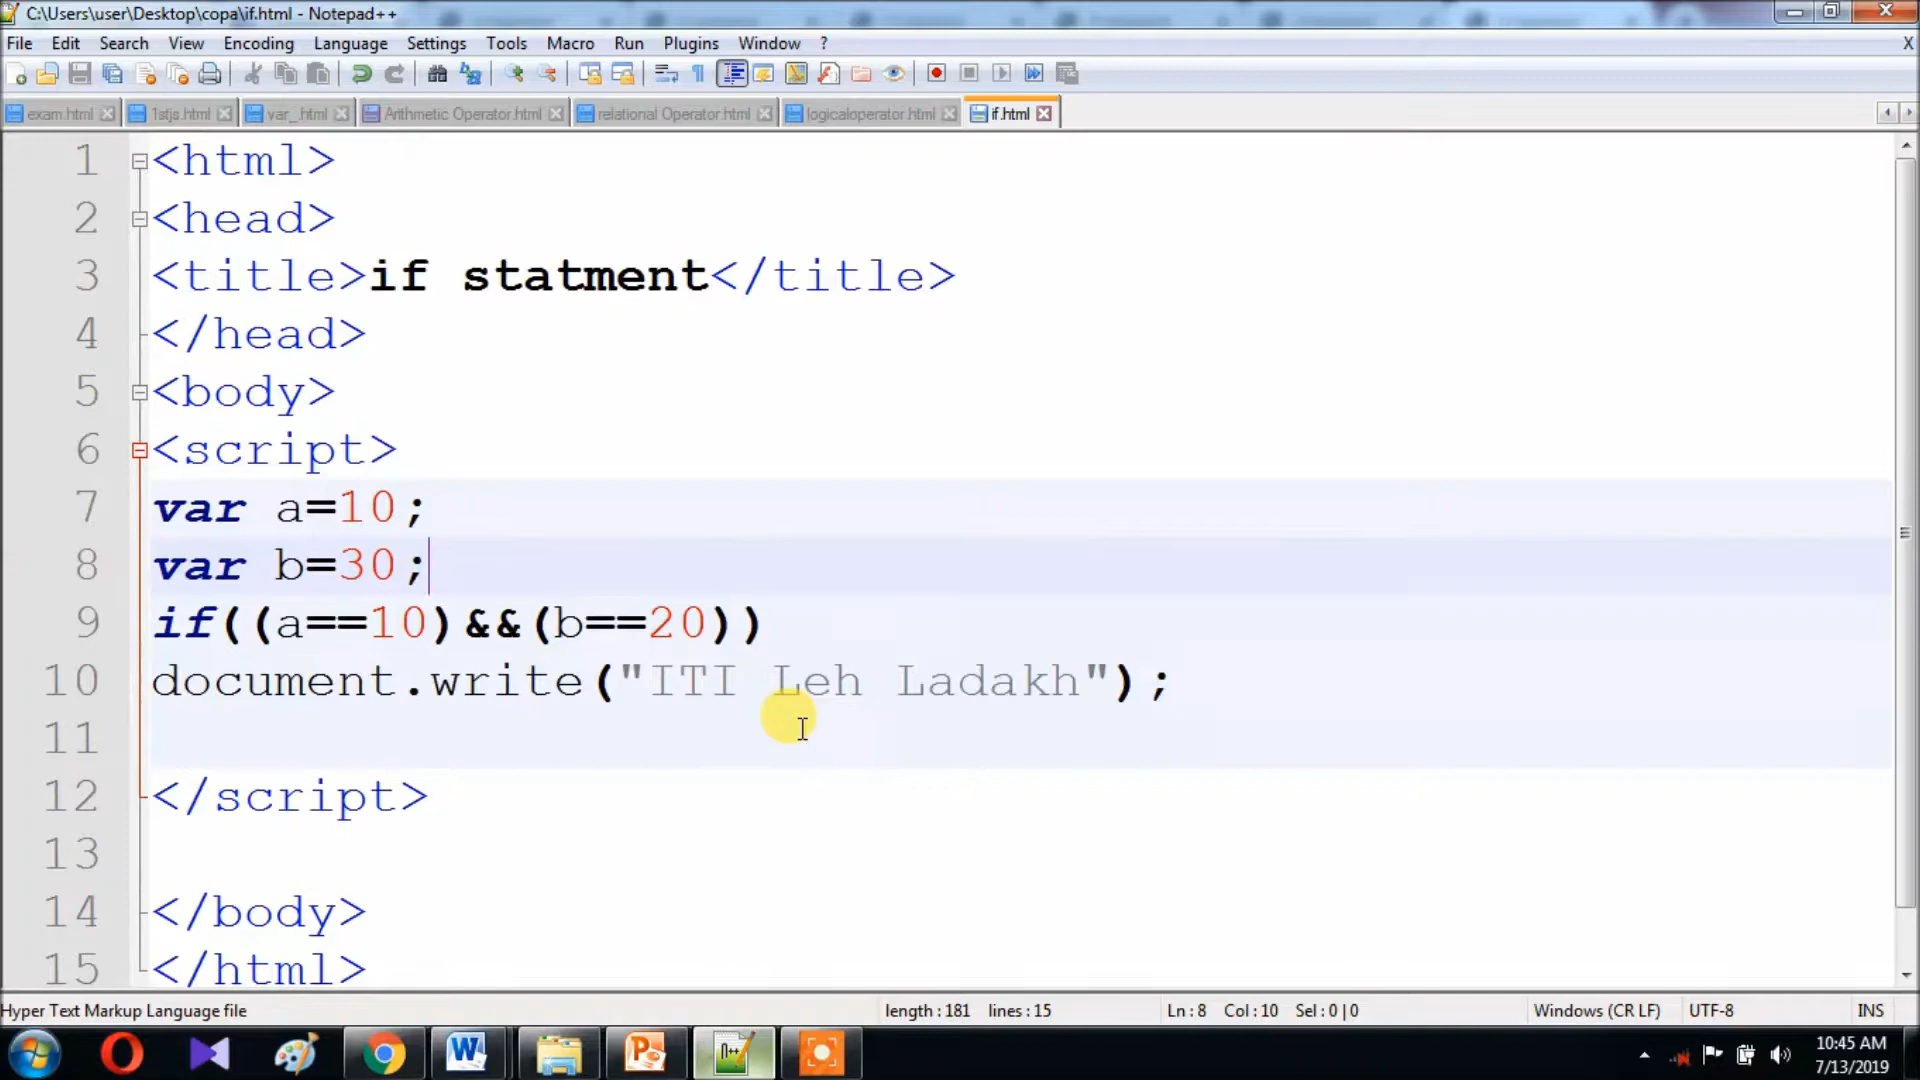 C:\Users\user\Desktop\copa\if.html - Notepad++
File Edit Search View Encoding Language Settings Tools Macro Run Plugins Window ? X
exam.html 1stjs.html var_.html Arithmetic Operator.html relational Operator.html logicaloperator.html if.html
1 <html>
2 <head>
3 <title>if statment</title>
4 </head>
5 <body>
6 <script>
7 var a=10;
8 var b=30;
9 if((a==10)&&(b==20))
10 document.write("ITI Leh Ladakh");
11
12 </script>
13
14 </body>
15 </html>
Hyper Text Markup Language file length : 181 lines : 15 Ln : 8 Col : 10 Sel : 0 | 0 Windows (CR LF) UTF-8 INS
10:45 AM
7/13/2019